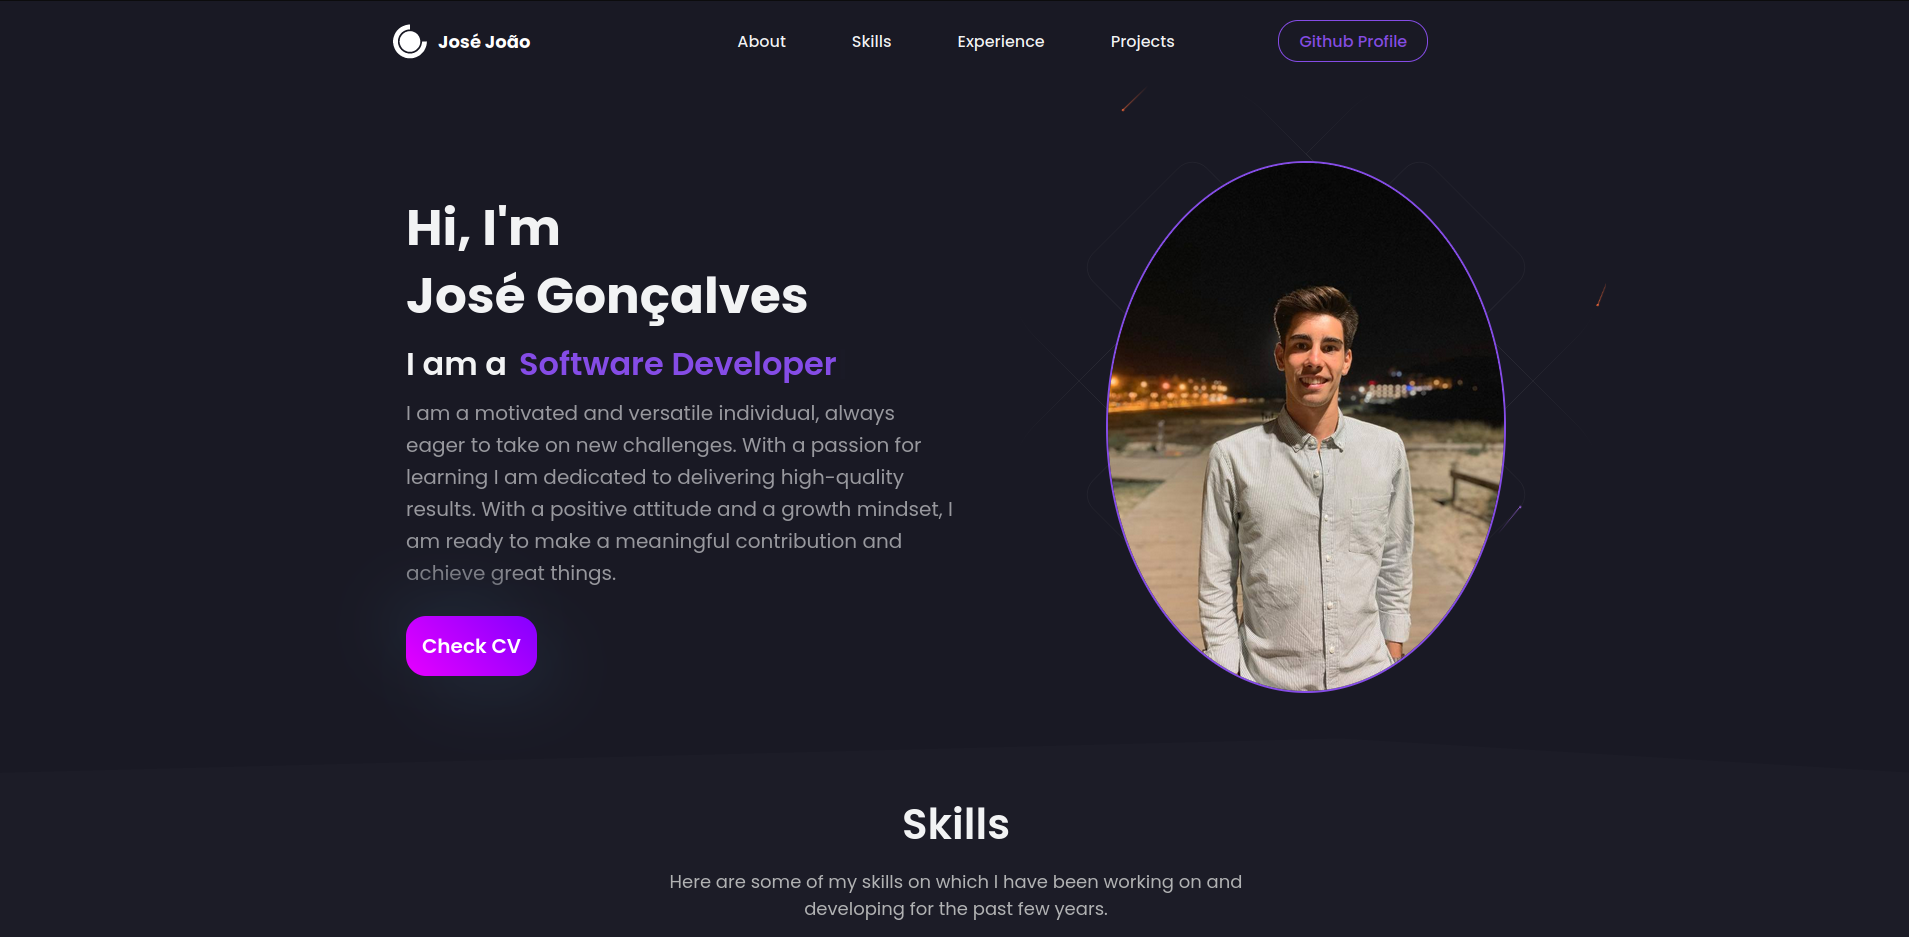 José João
About
Skills
Experience
Projects
Github Profile
Hi, I'm
José Gonçalves
I am a Software Developer
I am a motivated and versatile individual, always
eager to take on new challenges. With a passion for
learning I am dedicated to delivering high-quality
results. With a positive attitude and a growth mindset, I
am ready to make a meaningful contribution and
achieve great things.
Check CV
Skills
Here are some of my skills on which I have been working on and
developing for the past few years.